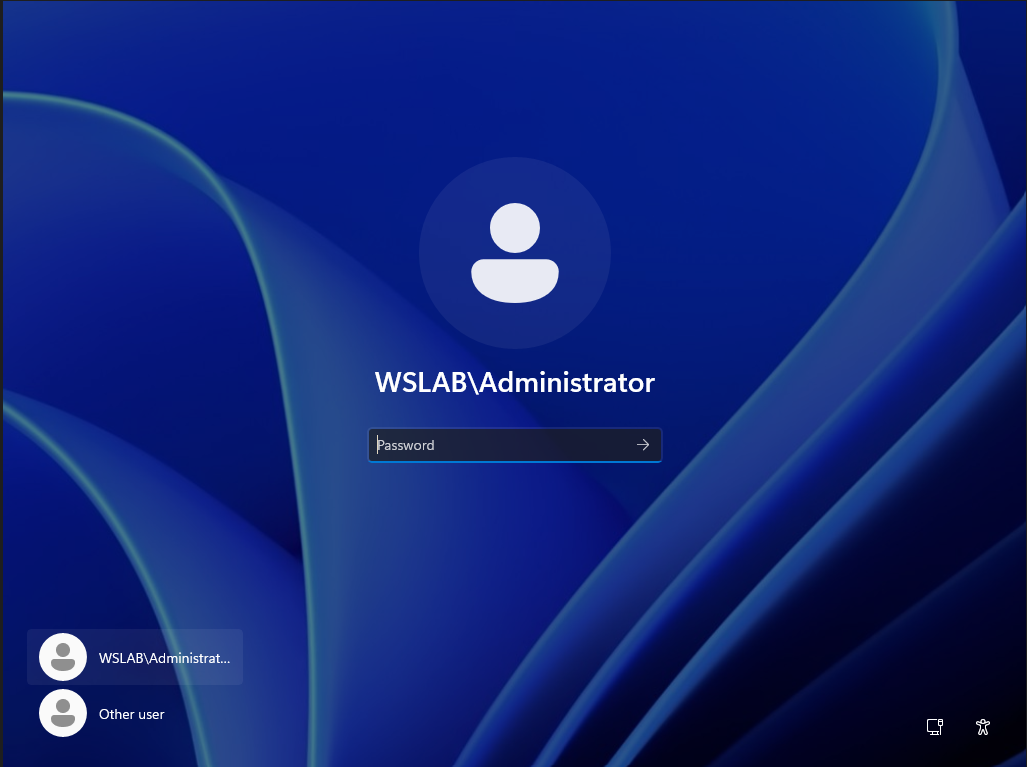 WSLAB\Administrator
Password
WSLAB\Administrat...
Other user